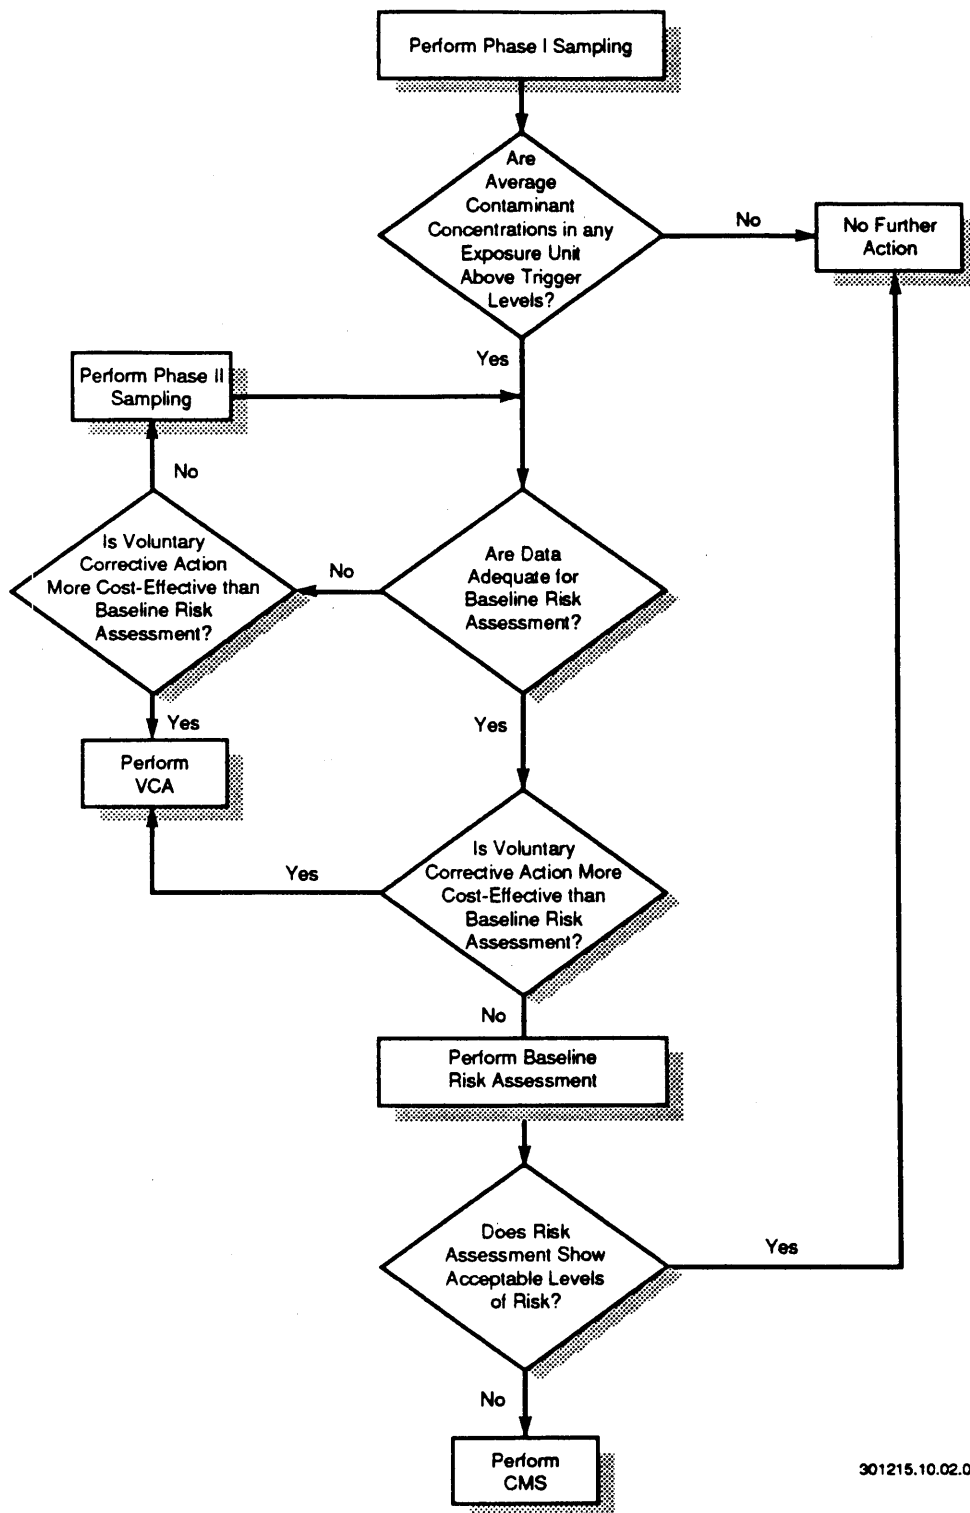 Perform Phase I Sampling
Are
Average
Contaminant
Concentrations in any
Exposure Unit
Above Trigger
Levels?
No
No Further
Action
Yes
Perform Phase II
Sampling
No
Is Voluntary
Corrective Action
More Cost-Effective than
Baseline Risk
Assessment?
No
Are Data
Adequate for
Baseline Risk
Assessment?
Yes
Yes
Perform
VCA
Yes
Is Voluntary
Corrective Action More
Cost-Effective than
Baseline Risk
Assessment?
No
Perform Baseline
Risk Assessment
Does Risk
Assessment Show
Acceptable Levels
of Risk?
Yes
No
Perform
CMS
301215.10.02.0